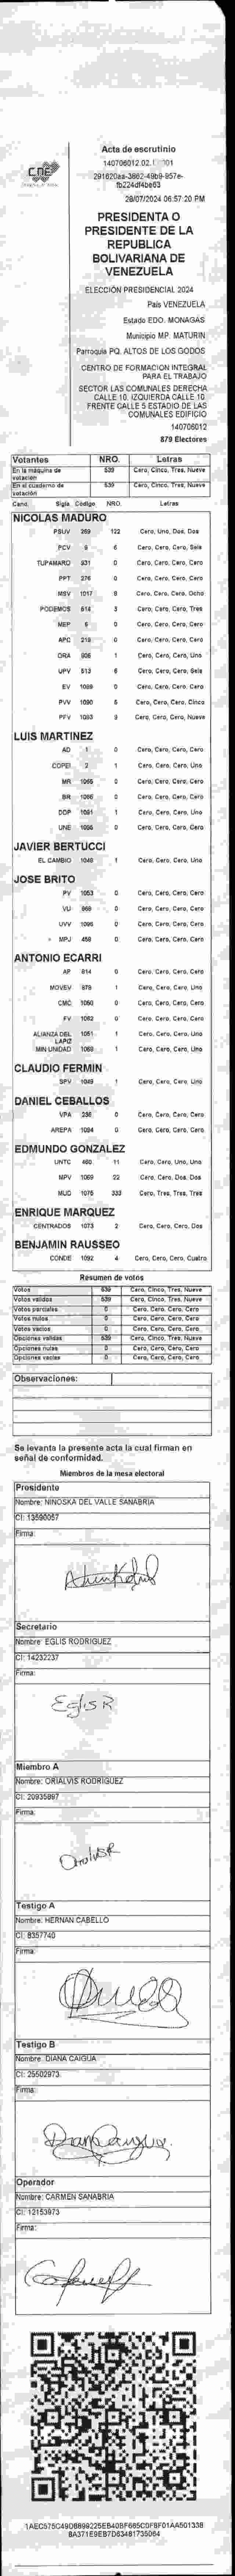 CNE
Acta de escrutinio
140706012.02.
291620aa-3862-49b9-957e-
fb224df4be63
28/07/2024 06:57:20 PM
PRESIDENTA O
PRESIDENTE DE LA
REPUBLICA
BOLIVARIANA DE
VENEZUELA
ELECCIÓN PRESIDENCIAL 2024
País VENEZUELA
Estado EDO. MONAGAS
Municipio MP. MATURIN
Parroquia PQ. ALTOS DE LOS GODOS
CENTRO DE FORMACION INTEGRAL
PARA EL TRABAJO
SECTOR LAS COMUNALES DERECHA
CALLE 10. IZQUIERDA CALLE 10.
FRENTE CALLE 5 ESTADIO DE LAS
COMUNALES EDIFICIO
140706012
879 Electores
Votantes NRO. Letras
En la máquina de votación 539 Cero, Cinco, Tres, Nueve
En el cuaderno de votación 539 Cero, Cinco, Tres, Nueve
Cand. Sigla Código NRO. Letras
NICOLAS MADURO
PSUV 269 122 Cero, Uno, Dos, Dos
PCV 9 6 Cero, Cero, Cero, Seis
TUPAMARO 931 0 Cero, Cero, Cero, Cero
PPT 276 0 Cero, Cero, Cero, Cero
MSV 1017 8 Cero, Cero, Cero, Ocho
PODEMOS 614 3 Cero, Cero, Cero, Tres
MEP 5 0 Cero, Cero, Cero, Cero
APC 219 0 Cero, Cero, Cero, Cero
ORA 906 1 Cero, Cero, Cero, Uno
UPV 513 6 Cero, Cero, Cero, Seis
EV 1089 0 Cero, Cero, Cero, Cero
PVV 1090 5 Cero, Cero, Cero, Cinco
PFV 1093 9 Cero, Cero, Cero, Nueve
LUIS MARTINEZ
AD 1 0 Cero, Cero, Cero, Cero
COPEI 2 1 Cero, Cero, Cero, Uno
MR 1065 0 Cero, Cero, Cero, Cero
BR 1066 0 Cero, Cero, Cero, Cero
DDP 1091 1 Cero, Cero, Cero, Uno
UNE 1095 0 Cero, Cero, Cero, Cero
JAVIER BERTUCCI
EL CAMBIO 1048 1 Cero, Cero, Cero, Uno
JOSE BRITO
PV 1053 0 Cero, Cero, Cero, Cero
VU 968 0 Cero, Cero, Cero, Cero
UVV 1096 0 Cero, Cero, Cero, Cero
MPJ 458 0 Cero, Cero, Cero, Cero
ANTONIO ECARRI
AP 814 0 Cero, Cero, Cero, Cero
MOVEV 878 1 Cero, Cero, Cero, Uno
CMC 1050 0 Cero, Cero, Cero, Cero
FV 1062 0 Cero, Cero, Cero, Cero
ALIANZA DEL LAPIZ 1051 1 Cero, Cero, Cero, Uno
MIN UNIDAD 1068 1 Cero, Cero, Cero, Uno
CLAUDIO FERMIN
SPV 1049 1 Cero, Cero, Cero, Uno
DANIEL CEBALLOS
VPA 236 0 Cero, Cero, Cero, Cero
AREPA 1094 0 Cero, Cero, Cero, Cero
EDMUNDO GONZALEZ
UNTC 460 11 Cero, Cero, Uno, Uno
MPV 1069 22 Cero, Cero, Dos, Dos
MUD 1076 333 Cero, Tres, Tres, Tres
ENRIQUE MARQUEZ
CENTRADOS 1073 2 Cero, Cero, Cero, Dos
BENJAMIN RAUSSEO
CONDE 1092 4 Cero, Cero, Cero, Cuatro
Resumen de votos
Votos 539 Cero, Cinco, Tres, Nueve
Votos validos 539 Cero, Cinco, Tres, Nueve
Votos parciales 0 Cero, Cero, Cero, Cero
Votos nulos 0 Cero, Cero, Cero, Cero
Votos vacios 0 Cero, Cero, Cero, Cero
Opciones validas 539 Cero, Cinco, Tres, Nueve
Opciones nulas 0 Cero, Cero, Cero, Cero
Opciones vacias 0 Cero, Cero, Cero, Cero
Observaciones:
Se levanta la presente acta la cual firman en
señal de conformidad.
Miembros de la mesa electoral
Presidente
Nombre: NINOSKA DEL VALLE SANABRIA
CI: 13590057
Firma:
Secretario
Nombre: EGLIS RODRIGUEZ
CI: 14232237
Firma:
Eglis R
Miembro A
Nombre: ORIALVIS RODRIGUEZ
CI: 20935897
Firma:
Testigo A
Nombre: HERNAN CABELLO
CI: 8357740
Firma:
Testigo B
Nombre: DIANA CAIGUA
CI: 25502973
Firma:
Operador
Nombre: CARMEN SANABRIA
CI: 12153973
Firma:
1AEC575C49D8899225EB40BF665C0F8F01AA501338
8A371E9EB7D63461735064